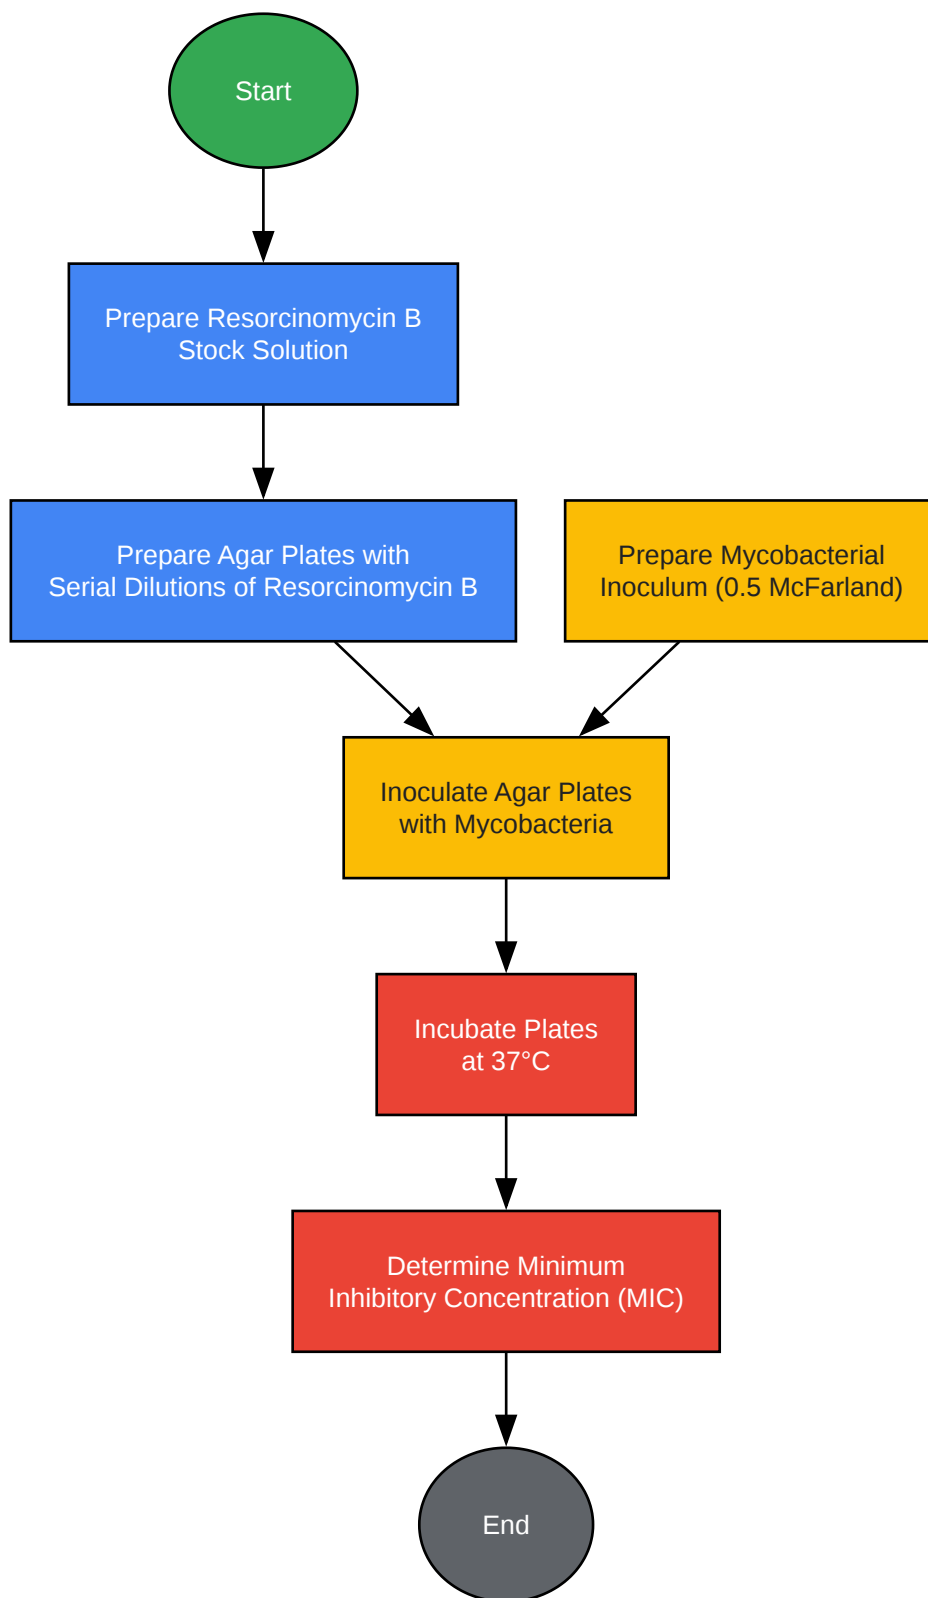 Start
Prepare Resorcinomycin B
Stock Solution
Prepare Agar Plates with
Serial Dilutions of Resorcinomycin B
Prepare Mycobacterial
Inoculum (0.5 McFarland)
Inoculate Agar Plates
with Mycobacteria
Incubate Plates
at 37°C
Determine Minimum
Inhibitory Concentration (MIC)
End